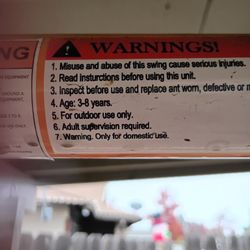 NG
WARNINGS!
1. Misuse and abuse of this swing cause serious injuries.
2. Read insturctions before using this unit.
3. Inspect before use and replace ant worn, defective or
4. Age: 3-8 years.
5. For outdoor use only.
6. Adult supervision required.
7. Warning. Only for domestic use.